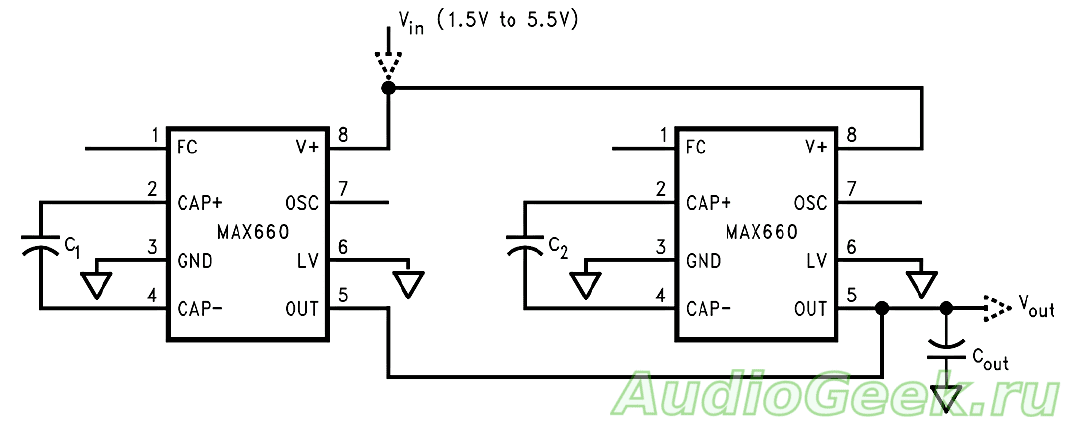 Vin (1.5V to 5.5V)
1 FC V+ 8
2 CAP+ OSC 7
MAX660
C1
3 GND LV 6
4 CAP- OUT 5
1 FC V+ 8
2 CAP+ OSC 7
MAX660
C2
3 GND LV 6
4 CAP- OUT 5
Vout
Cout
AudioGeek.ru